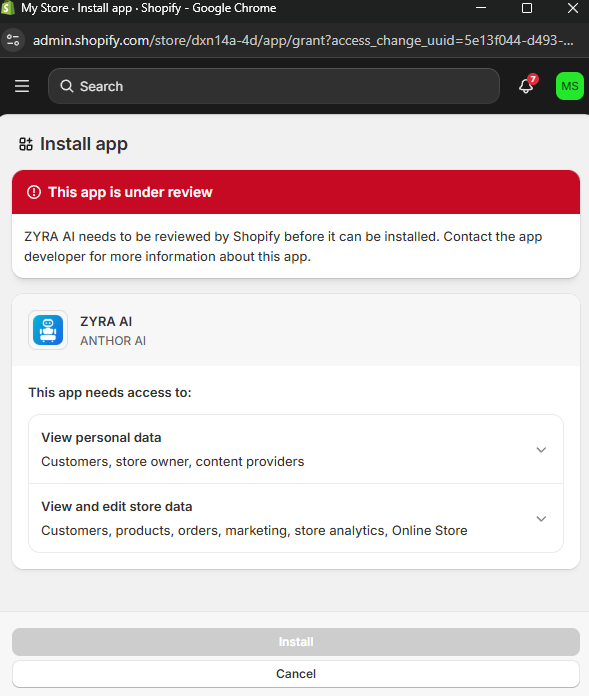 My Store · Install app · Shopify - Google Chrome
admin.shopify.com/store/dxn14a-4d/app/grant?access_change_uuid=5e13f044-d493-...
Search
7
MS
Install app
This app is under review
ZYRA AI needs to be reviewed by Shopify before it can be installed. Contact the app
developer for more information about this app.
ZYRA AI
ANTHOR AI
This app needs access to:
View personal data
Customers, store owner, content providers
View and edit store data
Customers, products, orders, marketing, store analytics, Online Store
Install
Cancel